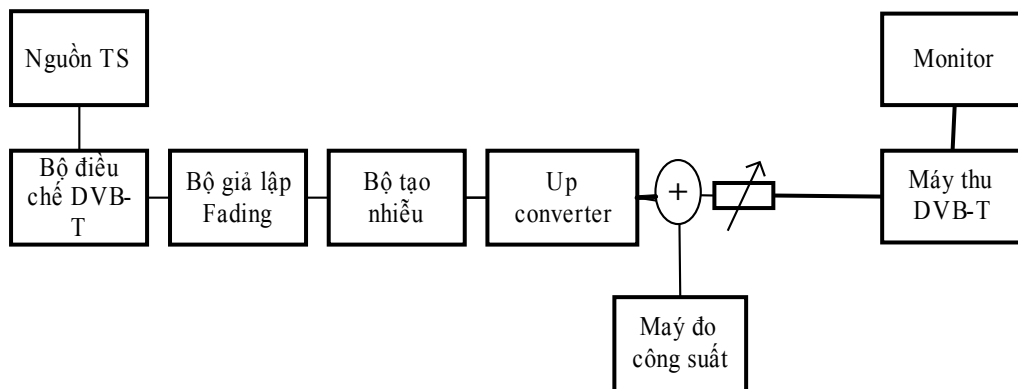 Nguồn TS
Monitor
Bộ điều
chế DVB-
T
Bộ giả lập
Fading
Bộ tạo
nhiễu
Up
converter
+
Máy thu
DVB-T
Maý đo
công suất